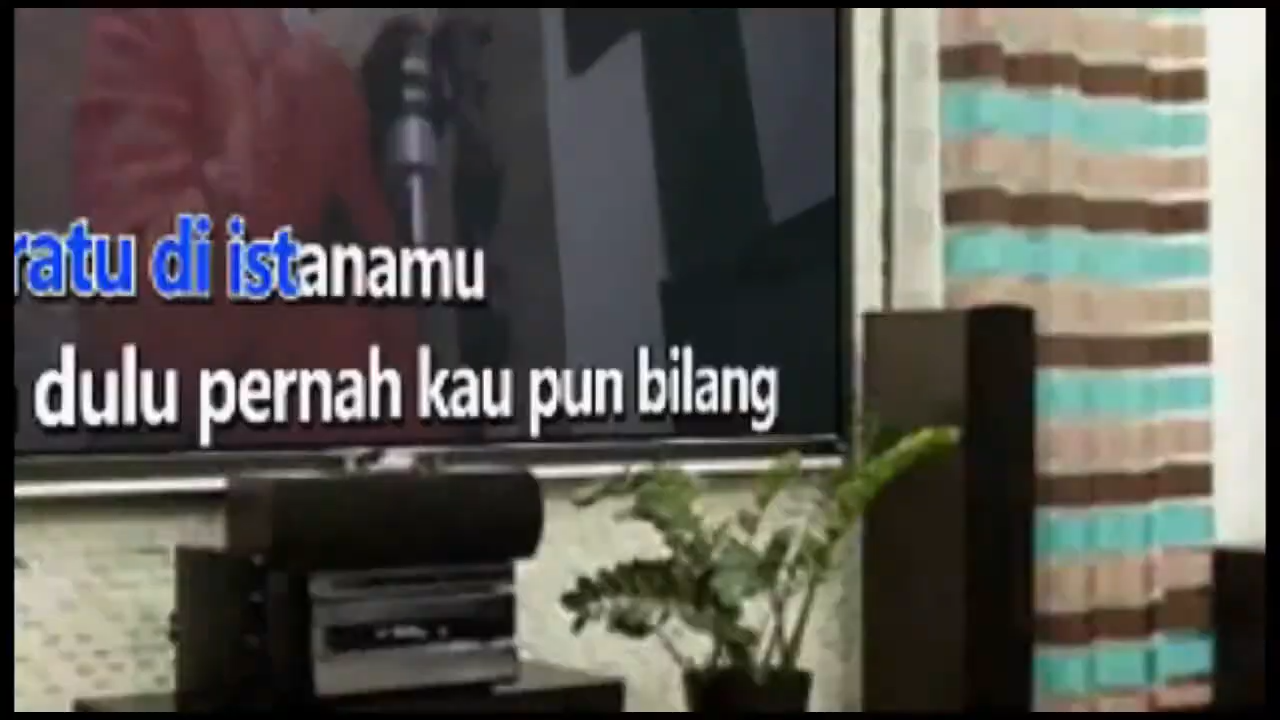 ratu di istanamu
dulu pernah kau pun bilang